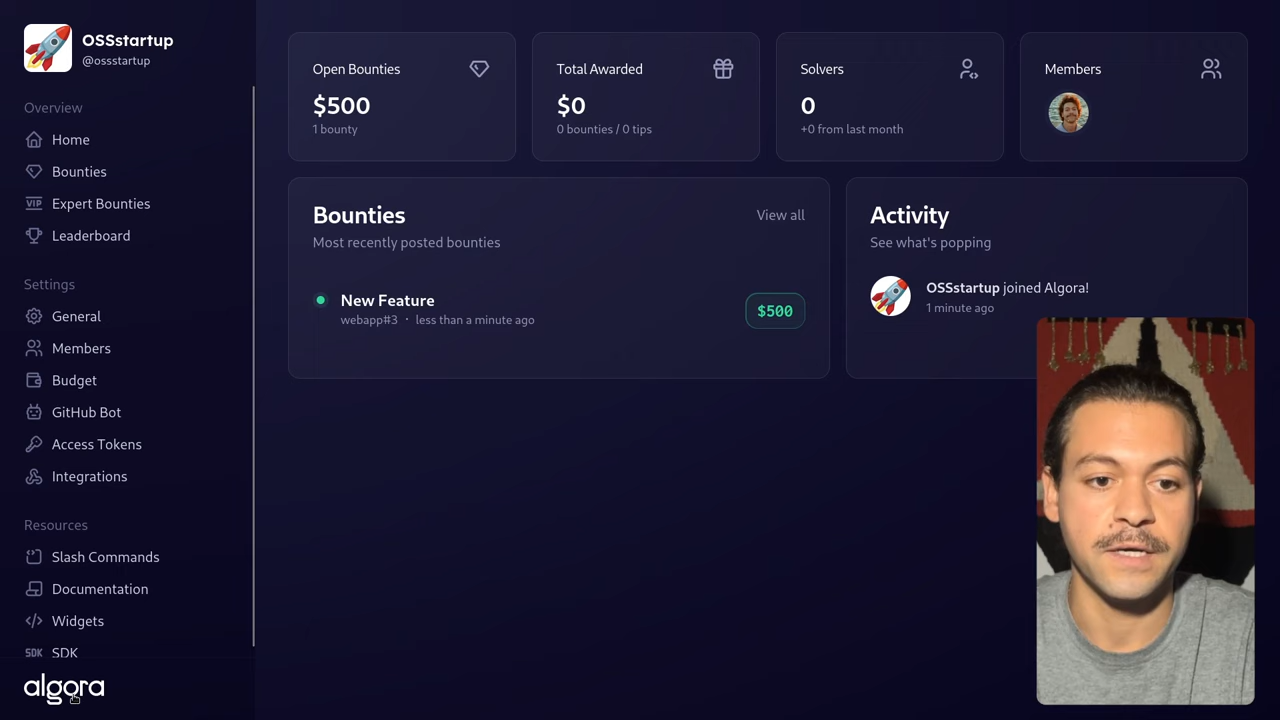 OSSstartup
@ossstartup
Overview
Home
Bounties
VIP Expert Bounties
Leaderboard
Settings
General
Members
Budget
GitHub Bot
Access Tokens
Integrations
Resources
Slash Commands
Documentation
Widgets
SDK SDK
algora
Open Bounties
$500
1 bounty
Total Awarded
$0
0 bounties / 0 tips
Solvers
0
+0 from last month
Members
Bounties
View all
Most recently posted bounties
New Feature
webapp#3 · less than a minute ago
$500
Activity
See what's popping
OSSstartup joined Algora!
1 minute ago